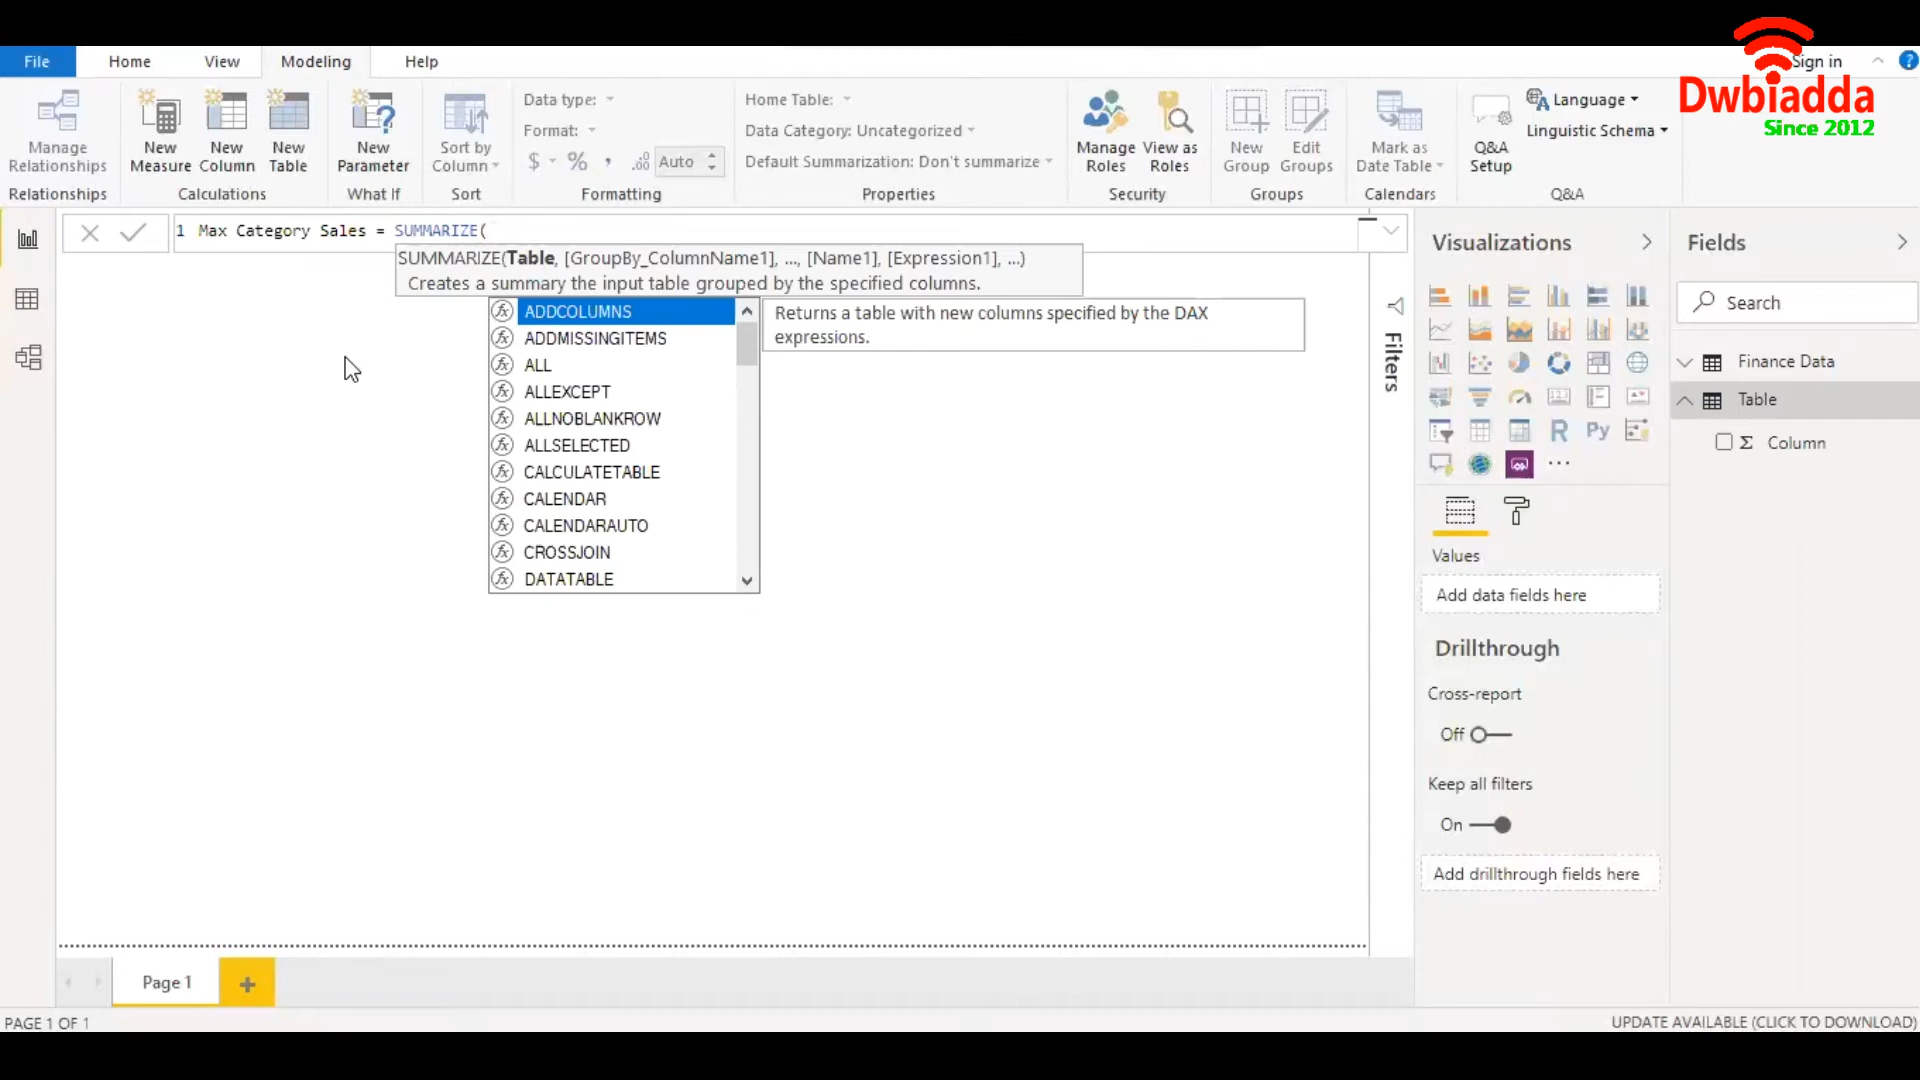 File Home View Modeling Help Sign in ?
Dwbiadda
Since 2012
Manage Relationships
Relationships
New Measure
New Column
New Table
Calculations
New Parameter
What If
Sort by Column
Sort
Data type:
Format:
$ % , .00 Auto
Formatting
Home Table:
Data Category: Uncategorized
Default Summarization: Don't summarize
Properties
Manage Roles
View as Roles
Security
New Group
Edit Groups
Groups
Mark as Date Table
Calendars
Q&A Setup
Language
Linguistic Schema
Q&A
1 Max Category Sales = SUMMARIZE(
SUMMARIZE(Table, [GroupBy_ColumnName1], ..., [Name1], [Expression1], ...)
Creates a summary the input table grouped by the specified columns.
ADDCOLUMNS
ADDMISSINGITEMS
ALL
ALLEXCEPT
ALLNOBLANKROW
ALLSELECTED
CALCULATETABLE
CALENDAR
CALENDARAUTO
CROSSJOIN
DATATABLE
Returns a table with new columns specified by the DAX
expressions.
Filters
Visualizations
R Py
Values
Add data fields here
Drillthrough
Cross-report
Off
Keep all filters
On
Add drillthrough fields here
Fields
Search
Finance Data
Table
Σ Column
Page 1
+
PAGE 1 OF 1
UPDATE AVAILABLE (CLICK TO DOWNLOAD)